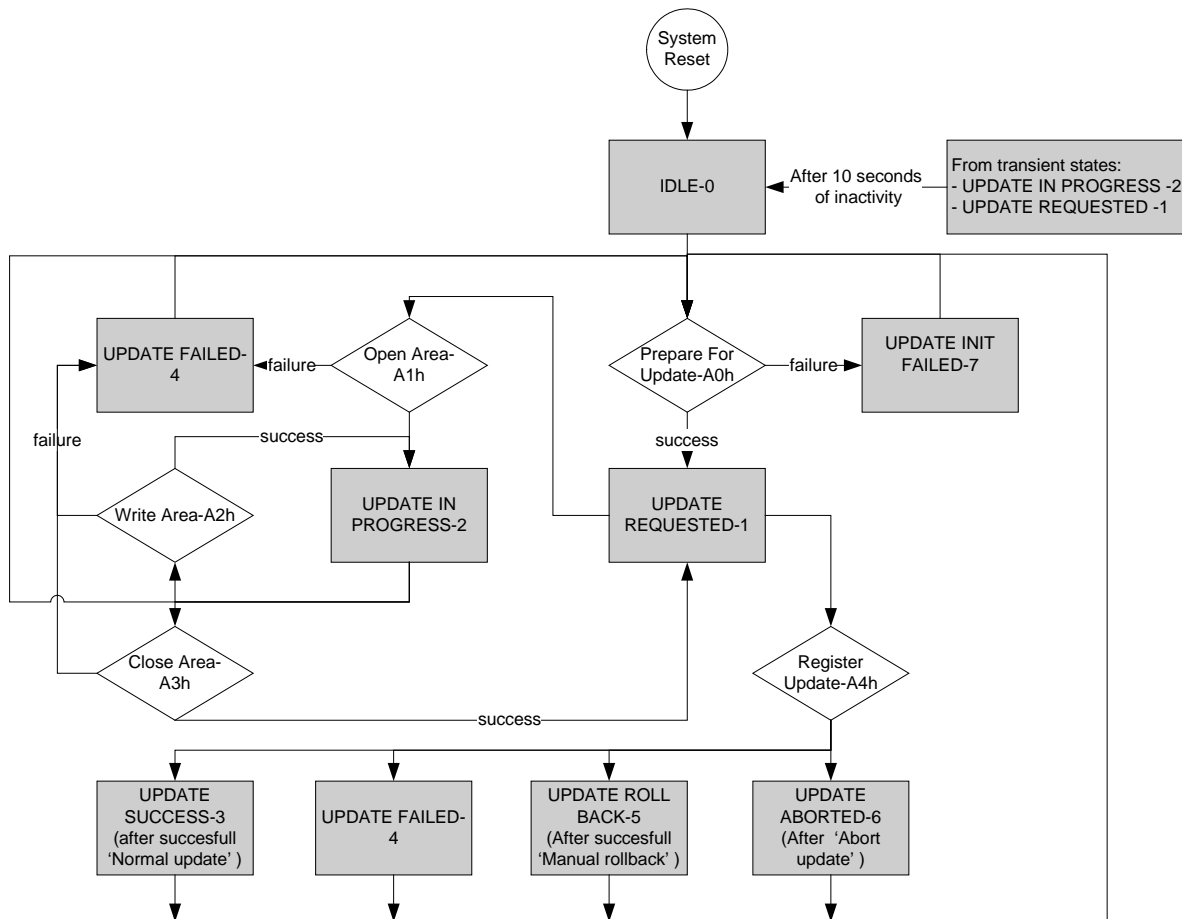 System
Reset
IDLE-0
After 10 seconds
of inactivity
From transient states:
- UPDATE IN PROGRESS -2
- UPDATE REQUESTED -1
UPDATE FAILED-
4
failure
Open Area-
A1h
Prepare For
Update-A0h
failure
UPDATE INIT
FAILED-7
failure
success
success
Write Area-A2h
UPDATE IN
PROGRESS-2
UPDATE
REQUESTED-1
Close Area-
A3h
Register
Update-A4h
success
UPDATE
SUCCESS-3
(after succesfull
‘Normal update’ )
UPDATE FAILED-
4
UPDATE ROLL
BACK-5
(After succesfull
‘Manual rollback’ )
UPDATE
ABORTED-6
(After ‘Abort
update’ )